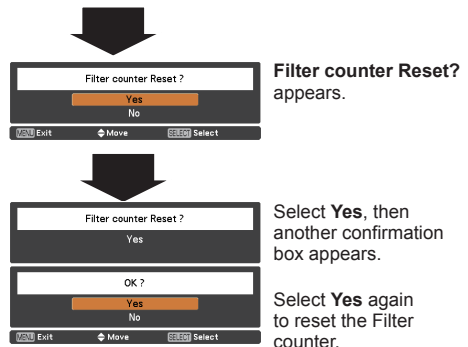 Filter counter Reset ?
Yes
No
MENU Exit
Move
SELECT Select
Filter counter Reset?
appears.
Filter counter Reset ?
Yes
OK ?
Yes
No
MENU Exit
Move
SELECT Select
Select Yes, then
another confirmation
box appears.
Select Yes again
to reset the Filter
counter.